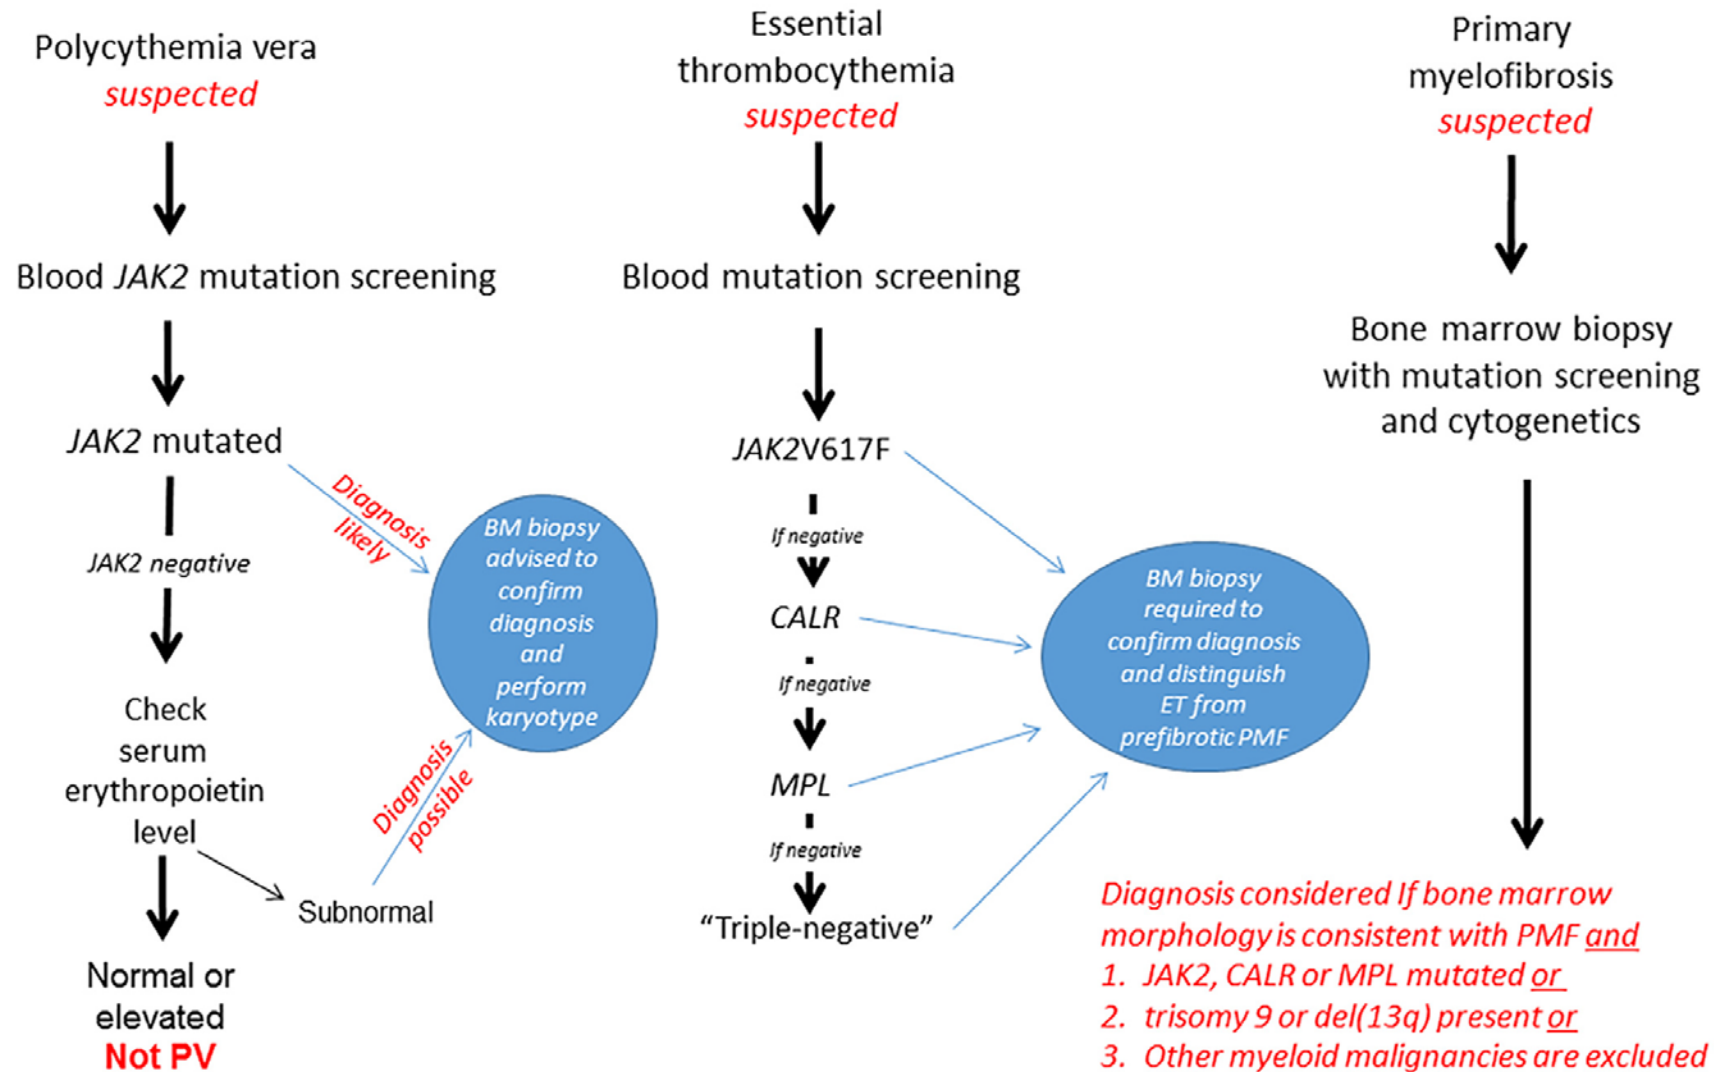 Polycythemia vera
suspected
Blood JAK2 mutation screening
JAK2 mutated
Diagnosis
likely
JAK2 negative
BM biopsy
advised to
confirm
diagnosis
and
perform
karyotype
Check
serum
erythropoietin
level
Diagnosis
possible
Subnormal
Normal or
elevated
Not PV
Essential
thrombocythemia
suspected
Blood mutation screening
JAK2V617F
If negative
CALR
If negative
MPL
If negative
“Triple-negative”
BM biopsy
required to
confirm diagnosis
and distinguish
ET from
prefibrotic PMF
Primary
myelofibrosis
suspected
Bone marrow biopsy
with mutation screening
and cytogenetics
Diagnosis considered If bone marrow
morphology is consistent with PMF and
1. JAK2, CALR or MPL mutated or
2. trisomy 9 or del(13q) present or
3. Other myeloid malignancies are excluded